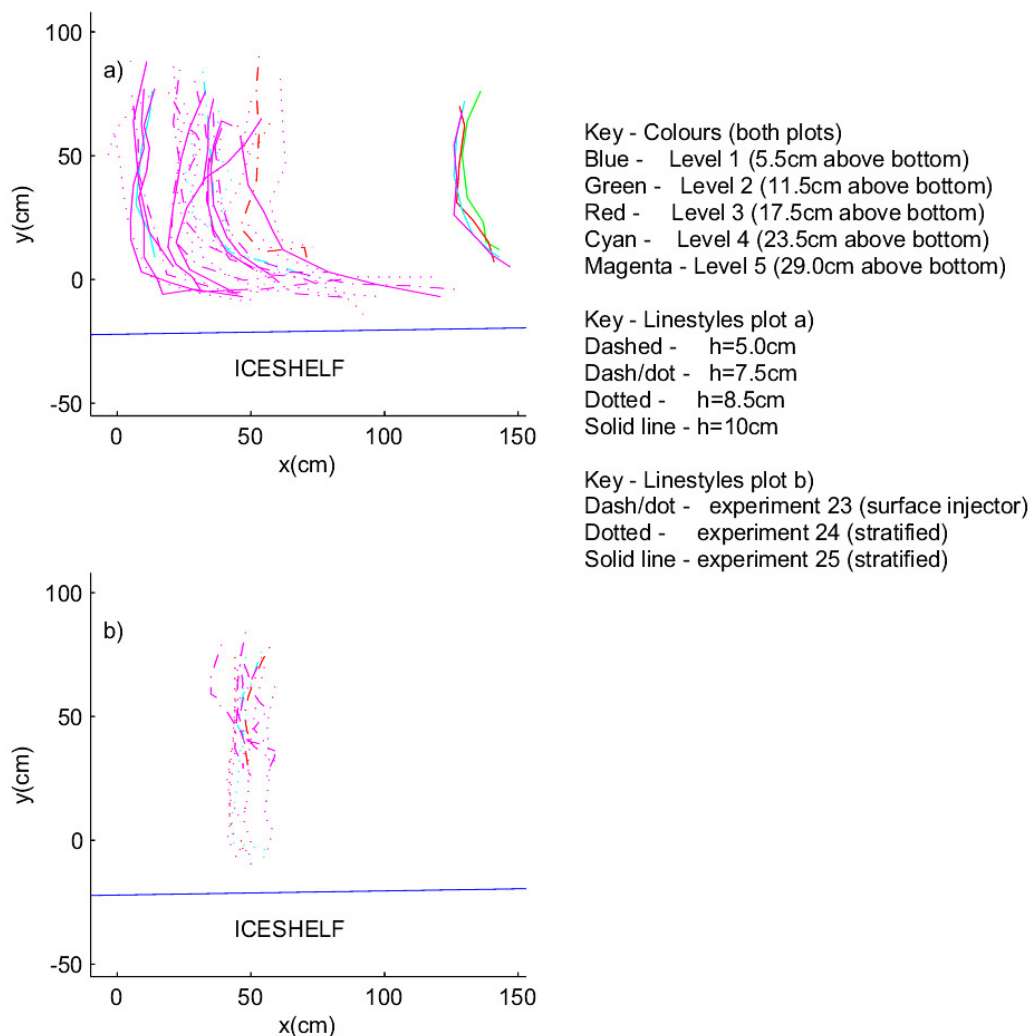 100
50
0
-50
y(cm)
a)
ICESHELF
0 50 100 150
x(cm)
Key - Colours (both plots)
Blue - Level 1 (5.5cm above bottom)
Green - Level 2 (11.5cm above bottom)
Red - Level 3 (17.5cm above bottom)
Cyan - Level 4 (23.5cm above bottom)
Magenta - Level 5 (29.0cm above bottom)
Key - Linestyles plot a)
Dashed - h=5.0cm
Dash/dot - h=7.5cm
Dotted - h=8.5cm
Solid line - h=10cm
Key - Linestyles plot b)
Dash/dot - experiment 23 (surface injector)
Dotted - experiment 24 (stratified)
Solid line - experiment 25 (stratified)
100
50
0
-50
y(cm)
b)
ICESHELF
0 50 100 150
x(cm)